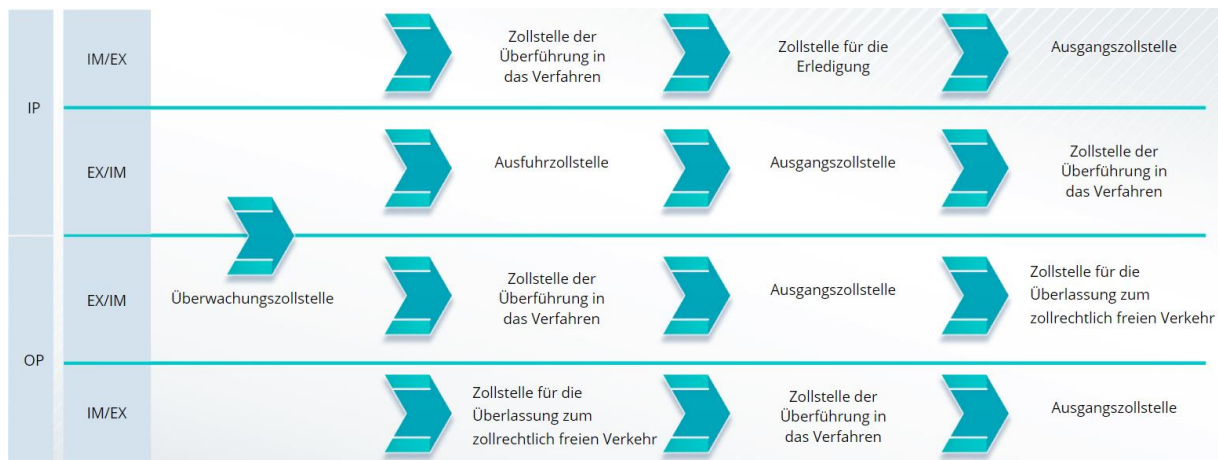 IP
IM/EX
Zollstelle der
Überführung in
das Verfahren
Zollstelle für die
Erledigung
Ausgangszollstelle
EX/IM
Ausfuhrzollstelle
Ausgangszollstelle
Zollstelle der
Überführung in
das Verfahren
Überwachungszollstelle
OP
EX/IM
Zollstelle der
Überführung in
das Verfahren
Ausgangszollstelle
Zollstelle für die
Überlassung zum
zollrechtlich freien Verkehr
IM/EX
Zollstelle für die
Überlassung zum
zollrechtlich freien Verkehr
Zollstelle der
Überführung in
das Verfahren
Ausgangszollstelle